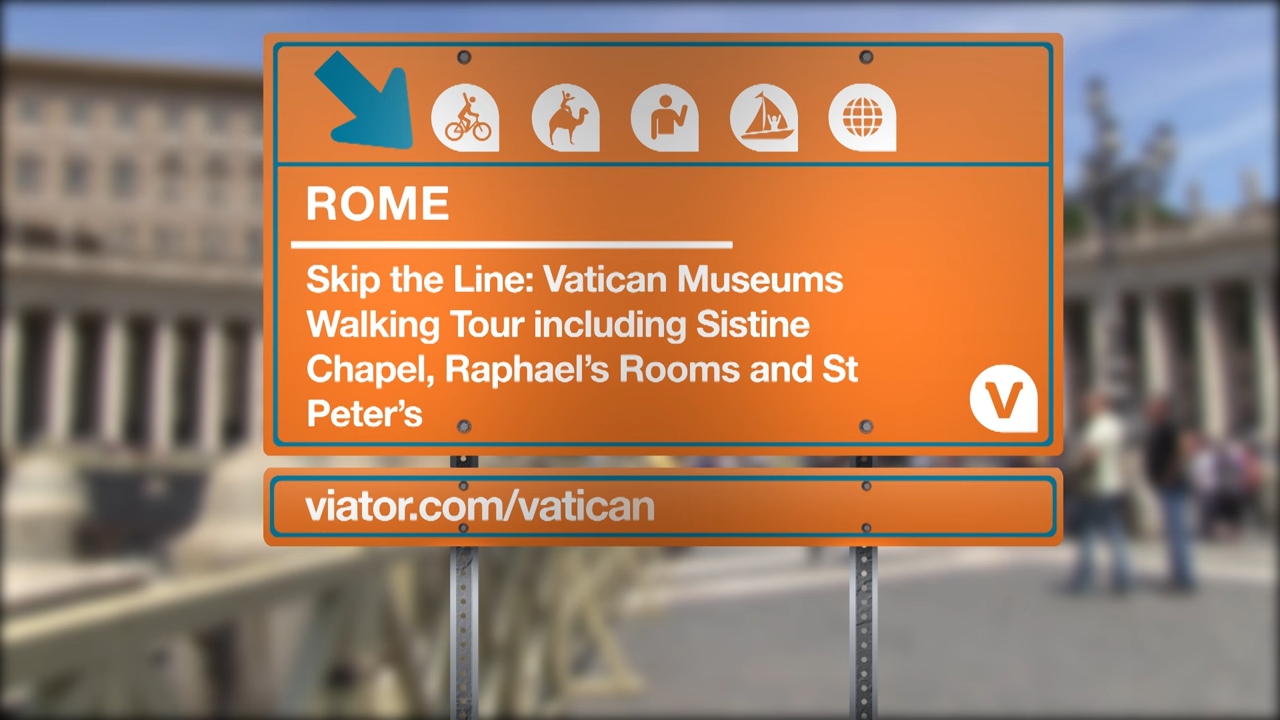 ROME
Skip the Line: Vatican Museums
Walking Tour including Sistine
Chapel, Raphael’s Rooms and St
Peter’s
V
viator.com/vatican